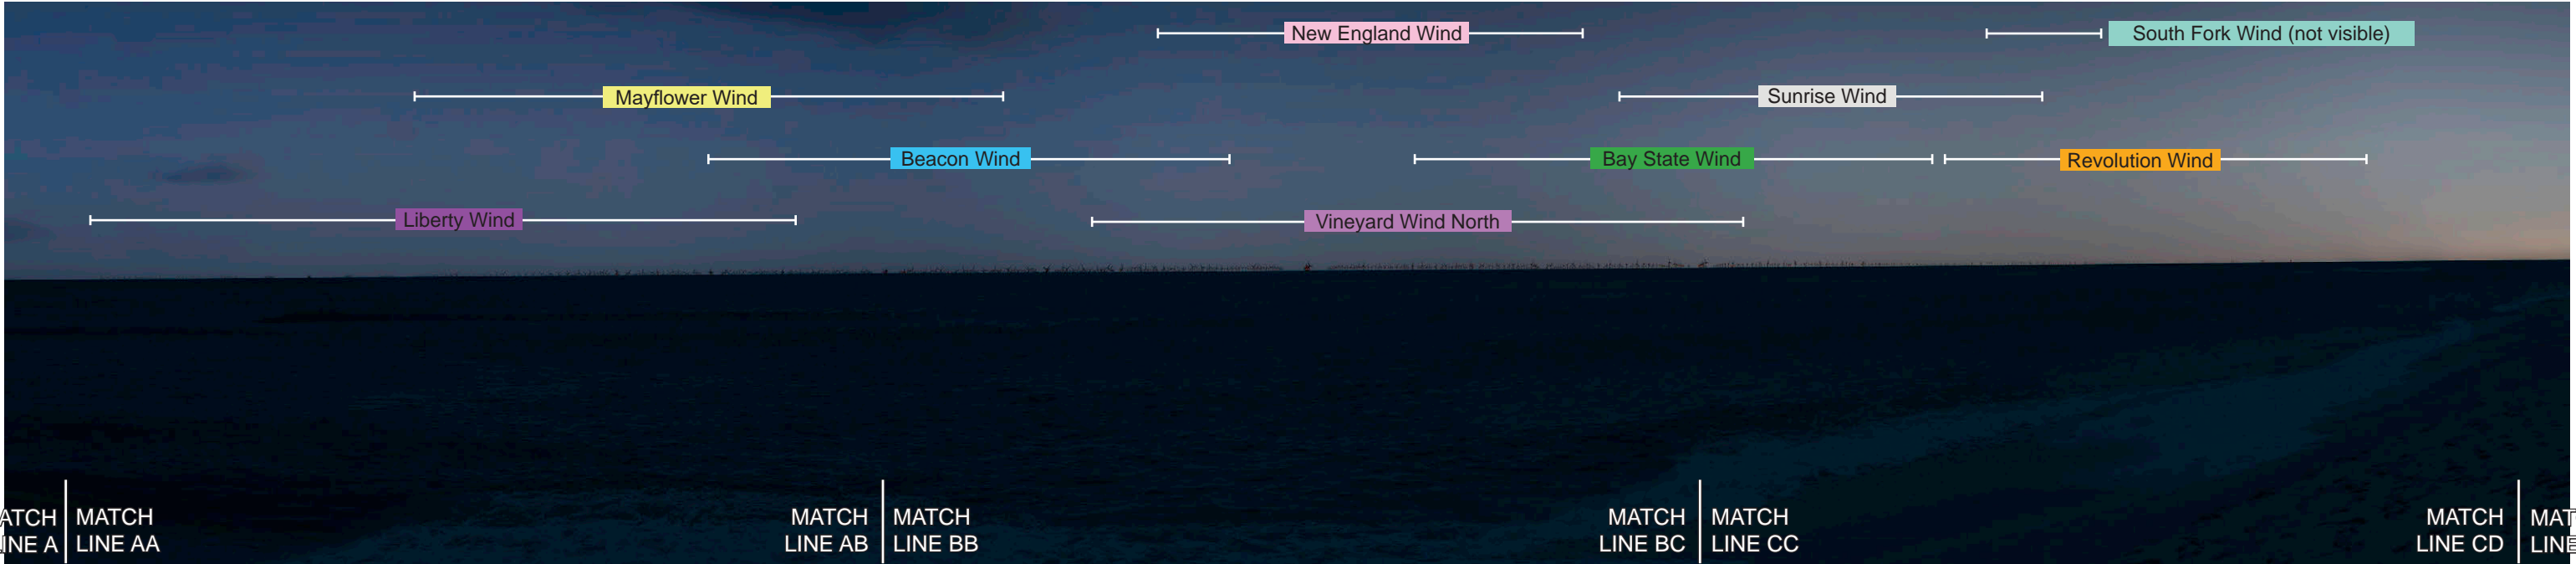 New England Wind
South Fork Wind (not visible)
Mayflower Wind
Sunrise Wind
Beacon Wind
Bay State Wind
Revolution Wind
Liberty Wind
Vineyard Wind North
MATCH
LINE AA
MATCH
LINE AB
MATCH
LINE BB
MATCH
LINE BC
MATCH
LINE CC
MATCH
LINE CD